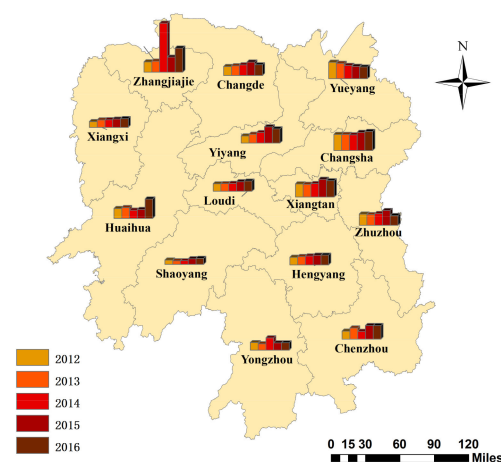 N
Zhangjiajie
Changde
Yueyang
Xiangxi
Yiyang
Changsha
Loudi
Xiangtan
Huaihua
Zhuzhou
Shaoyang
Hengyang
Yongzhou
Chenzhou
2012
2013
2014
2015
2016
0 15 30 60 90 120
Miles